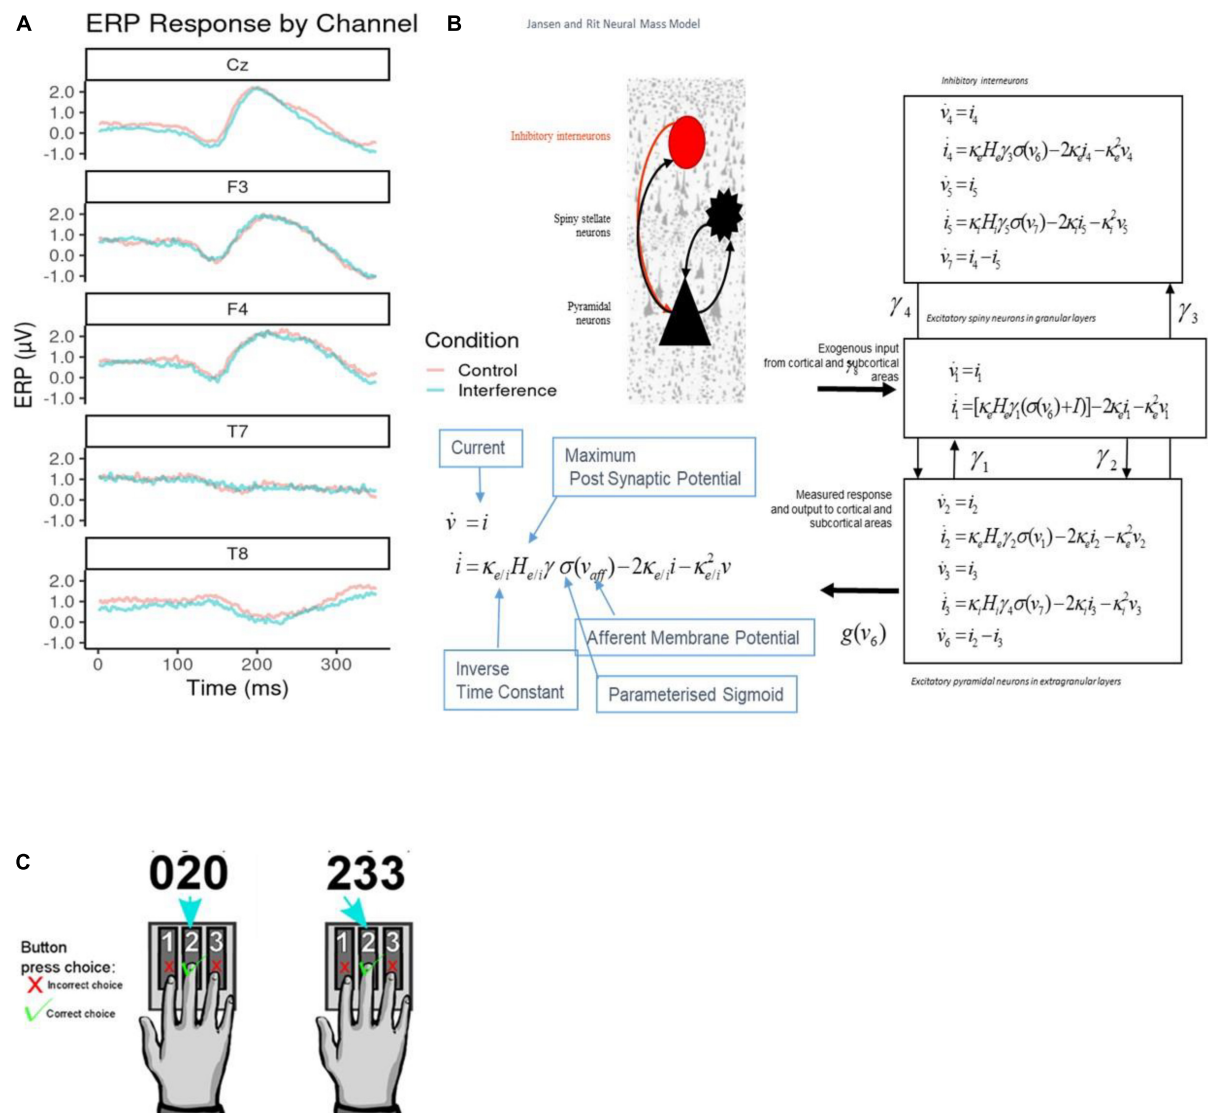 A
ERP Response by Channel
Cz
2.0
1.0
0.0
-1.0
F3
2.0
1.0
0.0
-1.0
F4
2.0
1.0
0.0
-1.0
T7
2.0
1.0
0.0
-1.0
T8
2.0
1.0
0.0
-1.0
ERP (µV)
0 100 200 300
Time (ms)
Condition
Control
Interference
B
Jansen and Rit Neural Mass Model
Inhibitory interneurons
Spiny stellate
neurons
Pyramidal
neurons
Current
Maximum
Post Synaptic Potential
v̇ = i
i̇ = κ_{e/i}H_{e/i}γ σ(v_{aff}) − 2κ_{e/i}i − κ²_{e/i}v
Afferent Membrane Potential
Inverse
Time Constant
Parameterised Sigmoid
Inhibitory interneurons
v̇₄ = i₄
i̇₄ = κₑHₑγ₃σ(v₆) − 2κₑi₄ − κₑ²v₄
v̇₅ = i₅
i̇₅ = κᵢHᵢγ₅σ(v₇) − 2κᵢi₅ − κᵢ²v₅
v̇₇ = i₄ − i₅
γ₄
γ₃
Excitatory spiny neurons in granular layers
Exogenous input
from cortical and subcortical
areas
v̇₁ = i₁
i̇₁ = [κₑHₑγ₁(σ(v₆) + I)] − 2κₑi₁ − κₑ²v₁
γ₁
γ₂
Measured response
and output to cortical and
subcortical areas
g(v₆)
v̇₂ = i₂
i̇₂ = κₑHₑγ₂σ(v₁) − 2κₑi₂ − κₑ²v₂
v̇₃ = i₃
i̇₃ = κᵢHᵢγ₄σ(v₇) − 2κᵢi₃ − κᵢ²v₃
v̇₆ = i₂ − i₃
Excitatory pyramidal neurons in extragranular layers
C
020
233
1 2 3
1 2 3
Button
press choice:
X Incorrect choice
✓ Correct choice